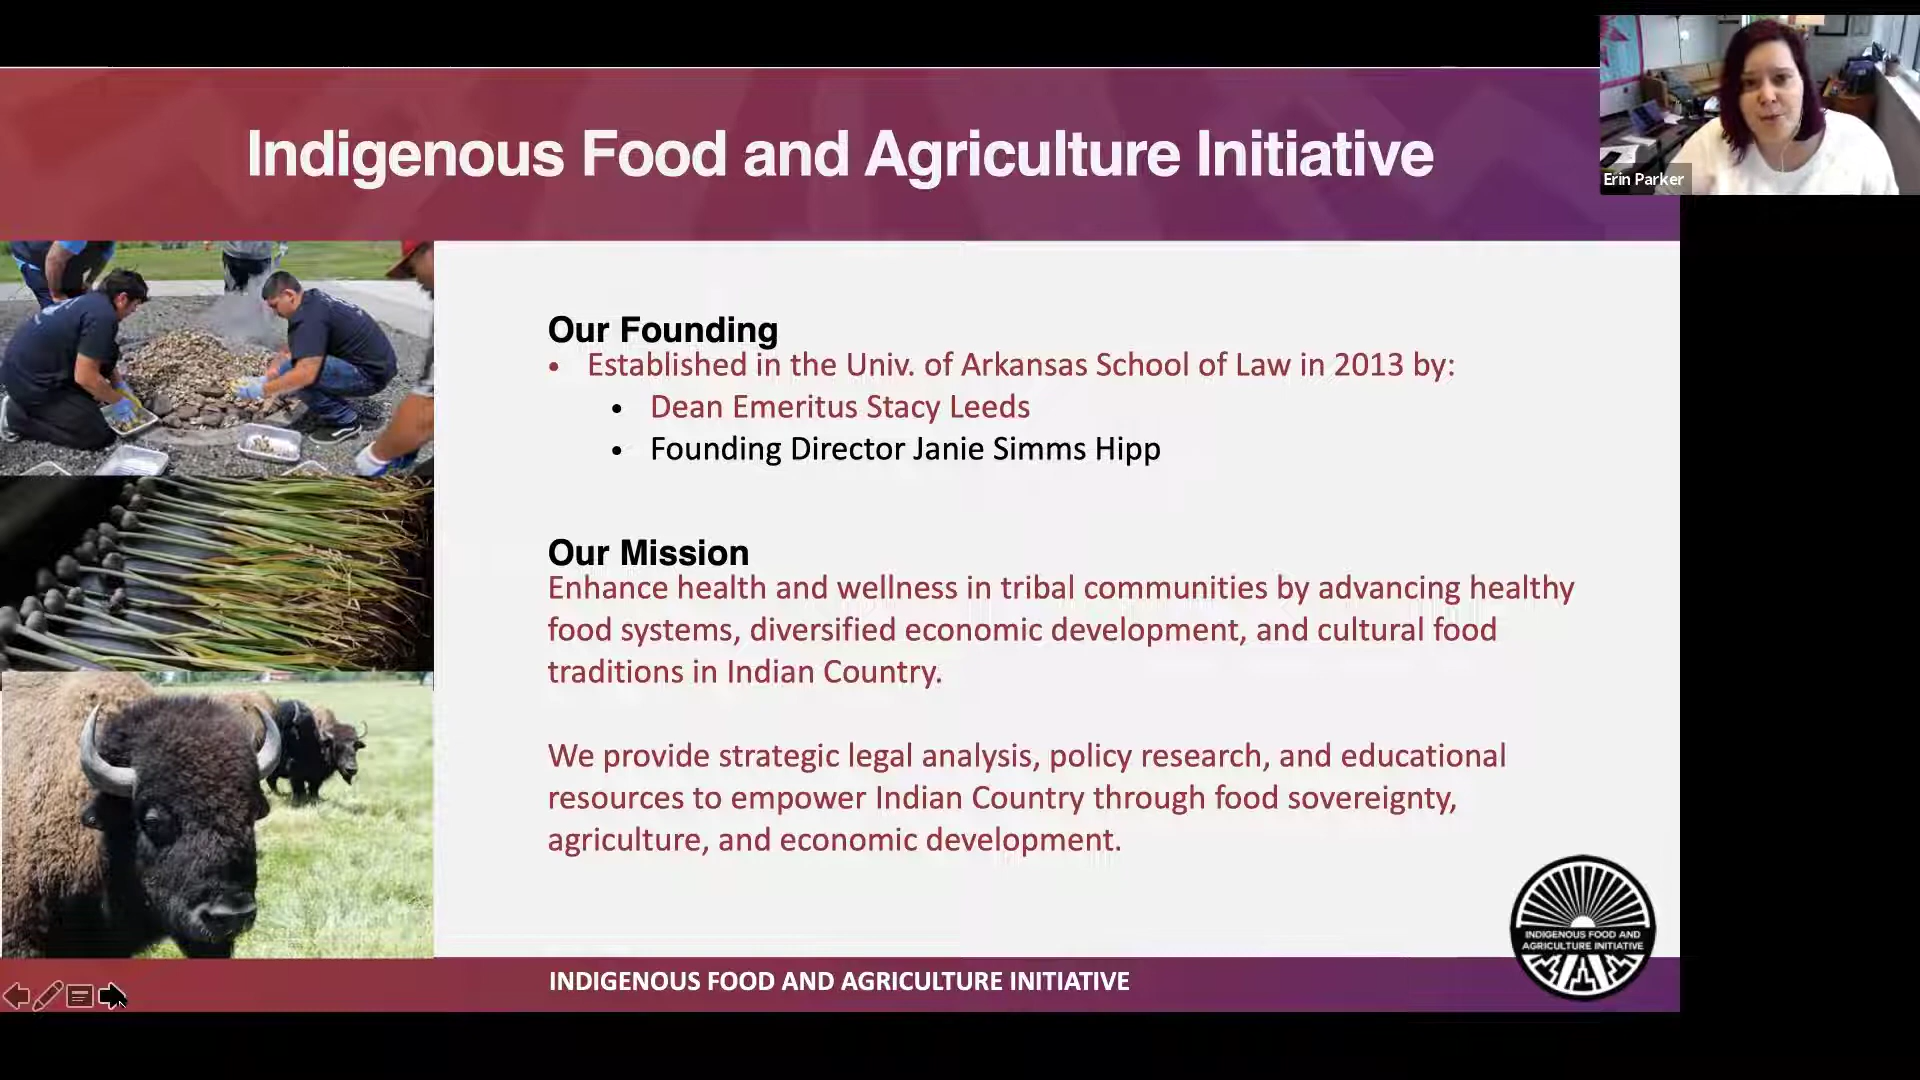 Indigenous Food and Agriculture Initiative
Erin Parker
Our Founding
• Established in the Univ. of Arkansas School of Law in 2013 by:
• Dean Emeritus Stacy Leeds
• Founding Director Janie Simms Hipp
Our Mission
Enhance health and wellness in tribal communities by advancing healthy
food systems, diversified economic development, and cultural food
traditions in Indian Country.
We provide strategic legal analysis, policy research, and educational
resources to empower Indian Country through food sovereignty,
agriculture, and economic development.
INDIGENOUS FOOD AND
AGRICULTURE INITIATIVE
INDIGENOUS FOOD AND AGRICULTURE INITIATIVE